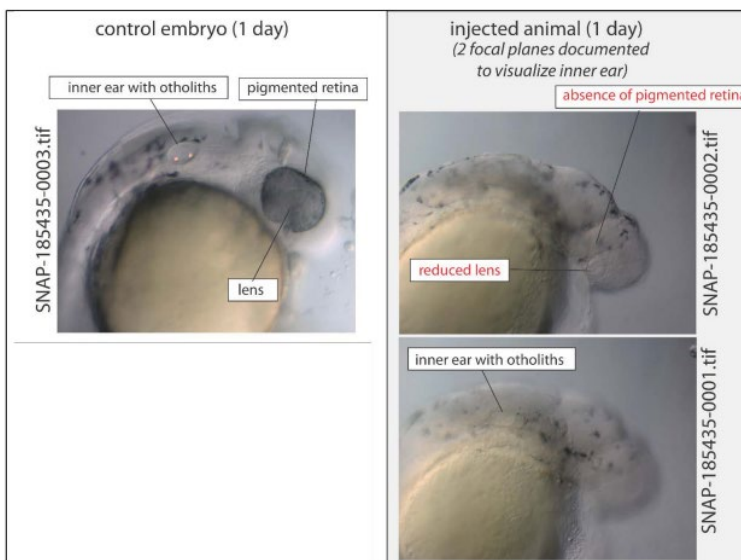 control embryo (1 day)
inner ear with otholiths
pigmented retina
lens
SNAP-185435-0003.tif
injected animal (1 day)
(2 focal planes documented
to visualize inner ear)
absence of pigmented retina
reduced lens
SNAP-185435-0002.tif
inner ear with otholiths
SNAP-185435-0001.tif